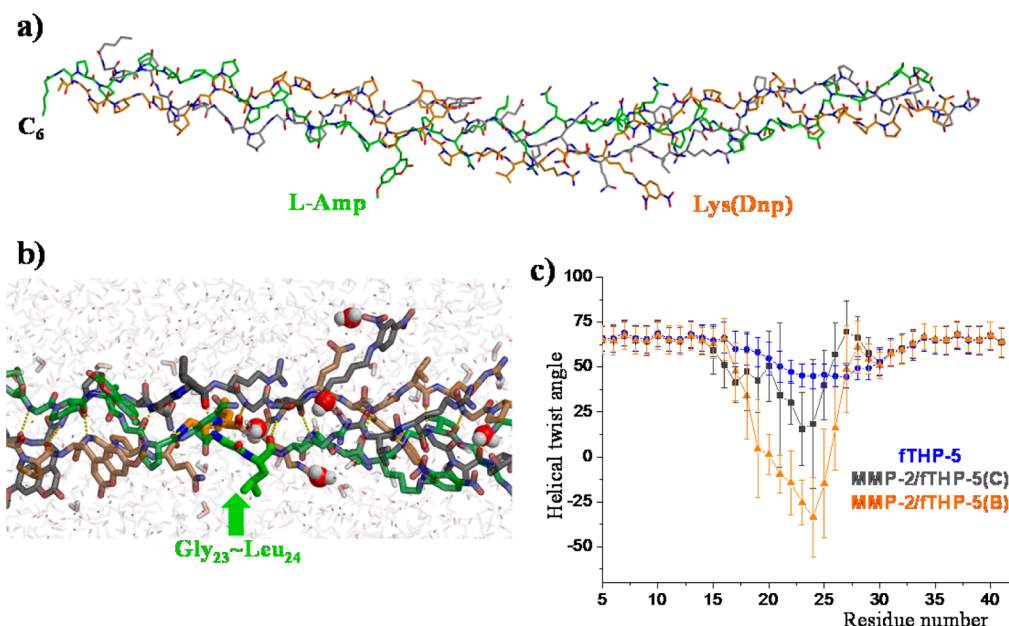 a)
C6
L-Amp
Lys(Dnp)
b)
Gly23~Leu24
c)
Helical twist angle
100
75
50
25
0
-25
-50
fTHP-5
MMP-2/fTHP-5(C)
MMP-2/fTHP-5(B)
5 10 15 20 25 30 35 40
Residue number